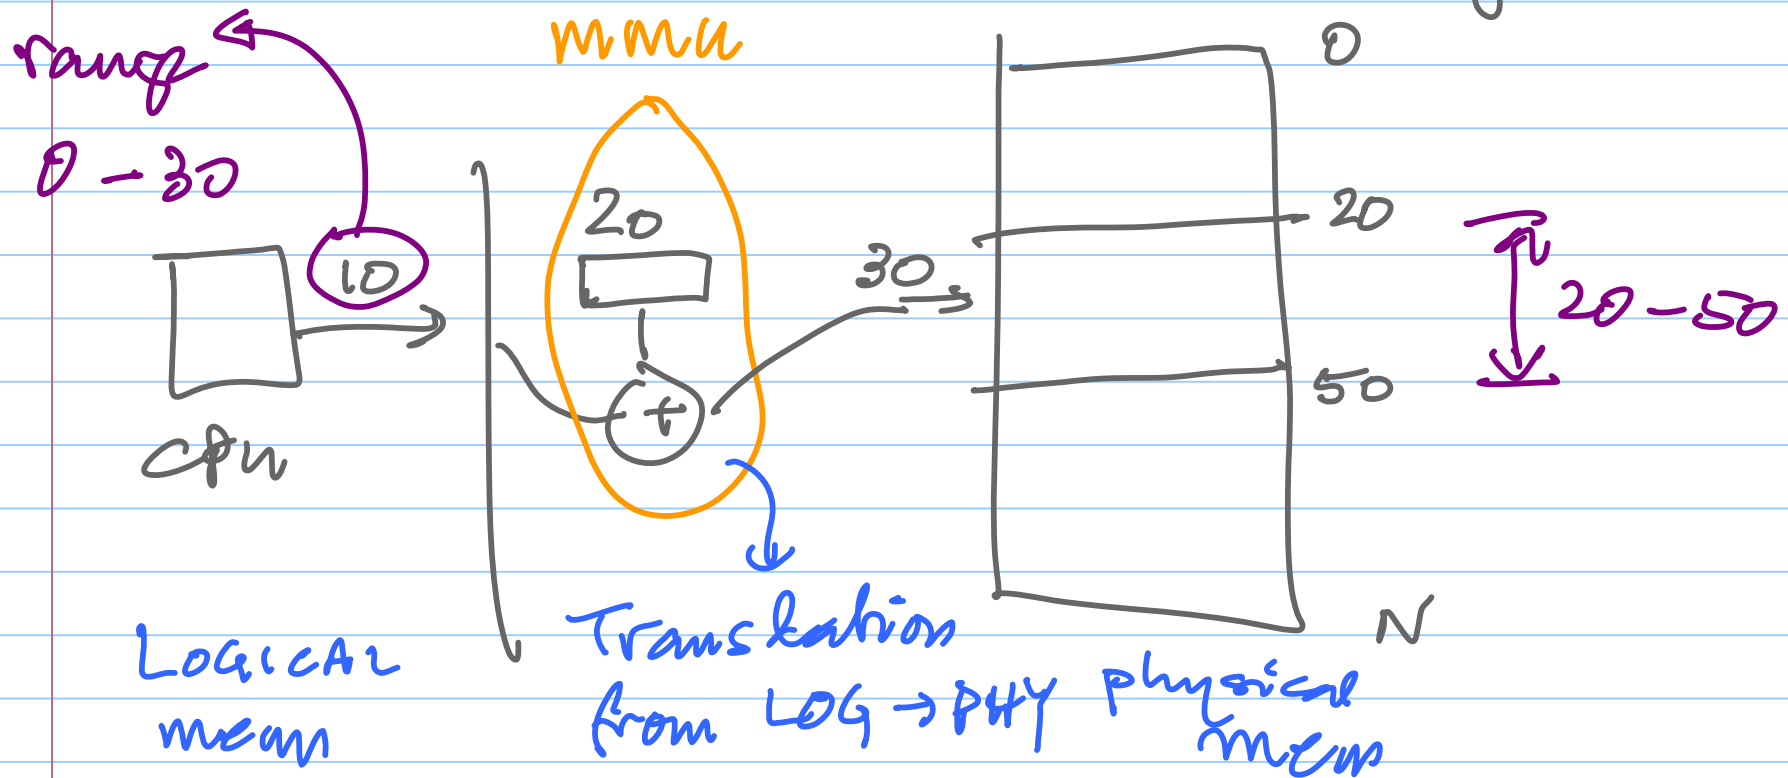 range
0 - 30
mmu
0
20
10
30
20
20 - 50
50
CPU
N
LOGICAL
mem
Translation
from LOG → PHY
physical
mem